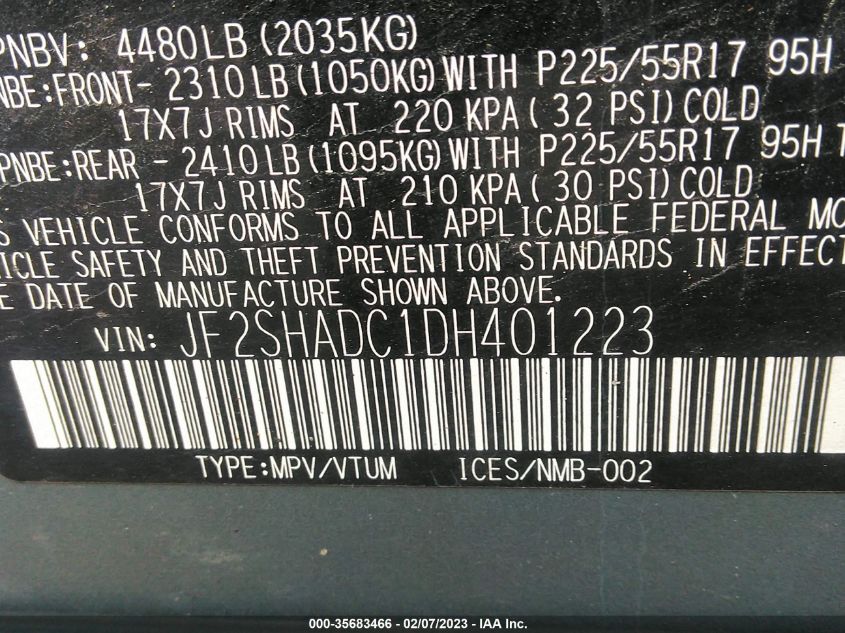 PNBV: 4480LB (2035KG)
NBE:FRONT- 2310LB(1050KG)WITH P225/55R17 95H
17X7J RIMS AT 220 KPA( 32 PSI)COLD
PNBE:REAR - 2410LB(1095KG)WITH P225/55R17 95H T
17X7J RIMS AT 210 KPA( 30 PSI)COLD
S VEHICLE CONFORMS TO ALL APPLICABLE FEDERAL MO
ICLE SAFETY AND THEFT PREVENTION STANDARDS IN EFFECT
E DATE OF MANUFACTURE SHOWN ABOVE.
VIN: JF2SHADC1DH401223
TYPE:MPV/VTUM ICES/NMB-002
000-35683466 - 02/07/2023 - IAA Inc.